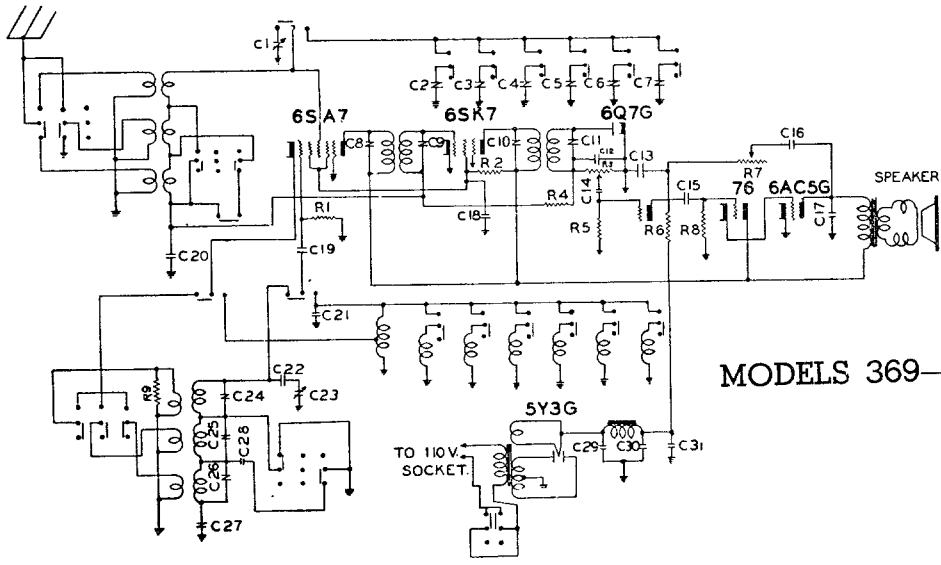 C1
C2 C3 C4 C5 C6 C7
6SA7 6SK7 6Q7G
C8 C9 C10 C11 C12 C13 C16
R2 R3 R7
C14 C15 76 6AC5G SPEAKER
R1 C18 R4 R5 R6 R8 C17
C20 C19
C21
C22
R9 C24 C23
MODELS 369—
C25 C28
5Y3G
C26
TO 110 V.
SOCKET.
C29 C30 C31
C27